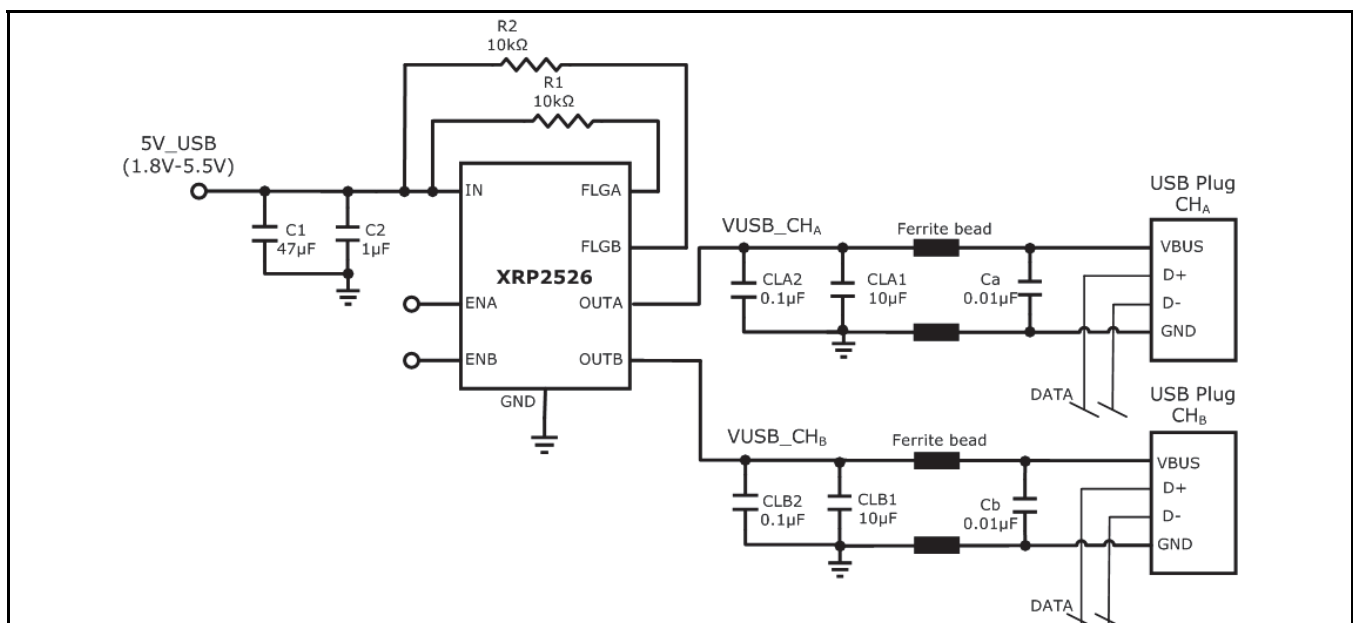 R2
10kΩ
R1
10kΩ
5V_USB
(1.8V-5.5V)
C1
47µF
C2
1µF
IN
FLGA
FLGB
XRP2526
ENA
OUTA
ENB
OUTB
GND
VUSB_CHA
Ferrite bead
CLA2
0.1µF
CLA1
10µF
Ca
0.01µF
USB Plug
CHA
VBUS
D+
D-
GND
DATA
VUSB_CHB
Ferrite bead
CLB2
0.1µF
CLB1
10µF
Cb
0.01µF
USB Plug
CHB
VBUS
D+
D-
GND
DATA